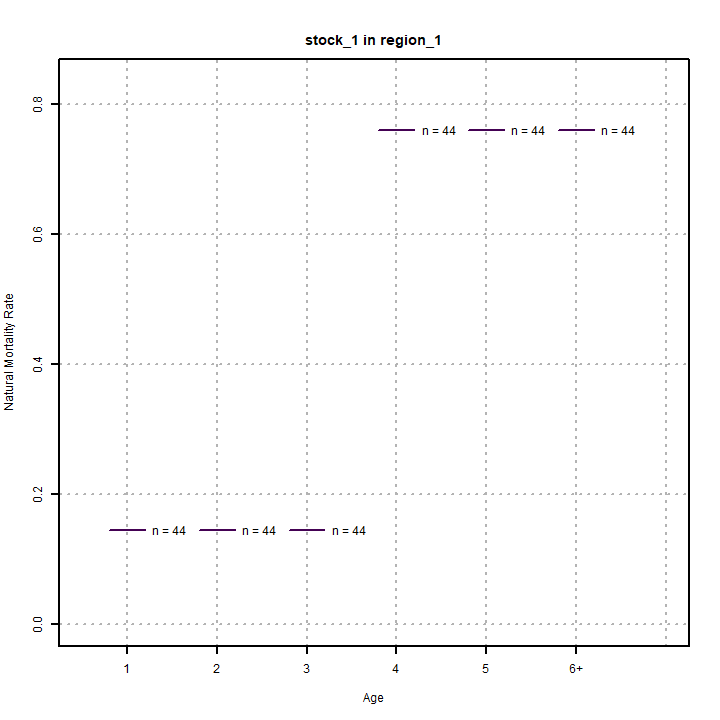 stock_1 in region_1
0.8
n = 44 n = 44 n = 44
0.6
Natural Mortality Rate
0.4
0.2
n = 44 n = 44 n = 44
0.0
1 2 3 4 5 6+
Age